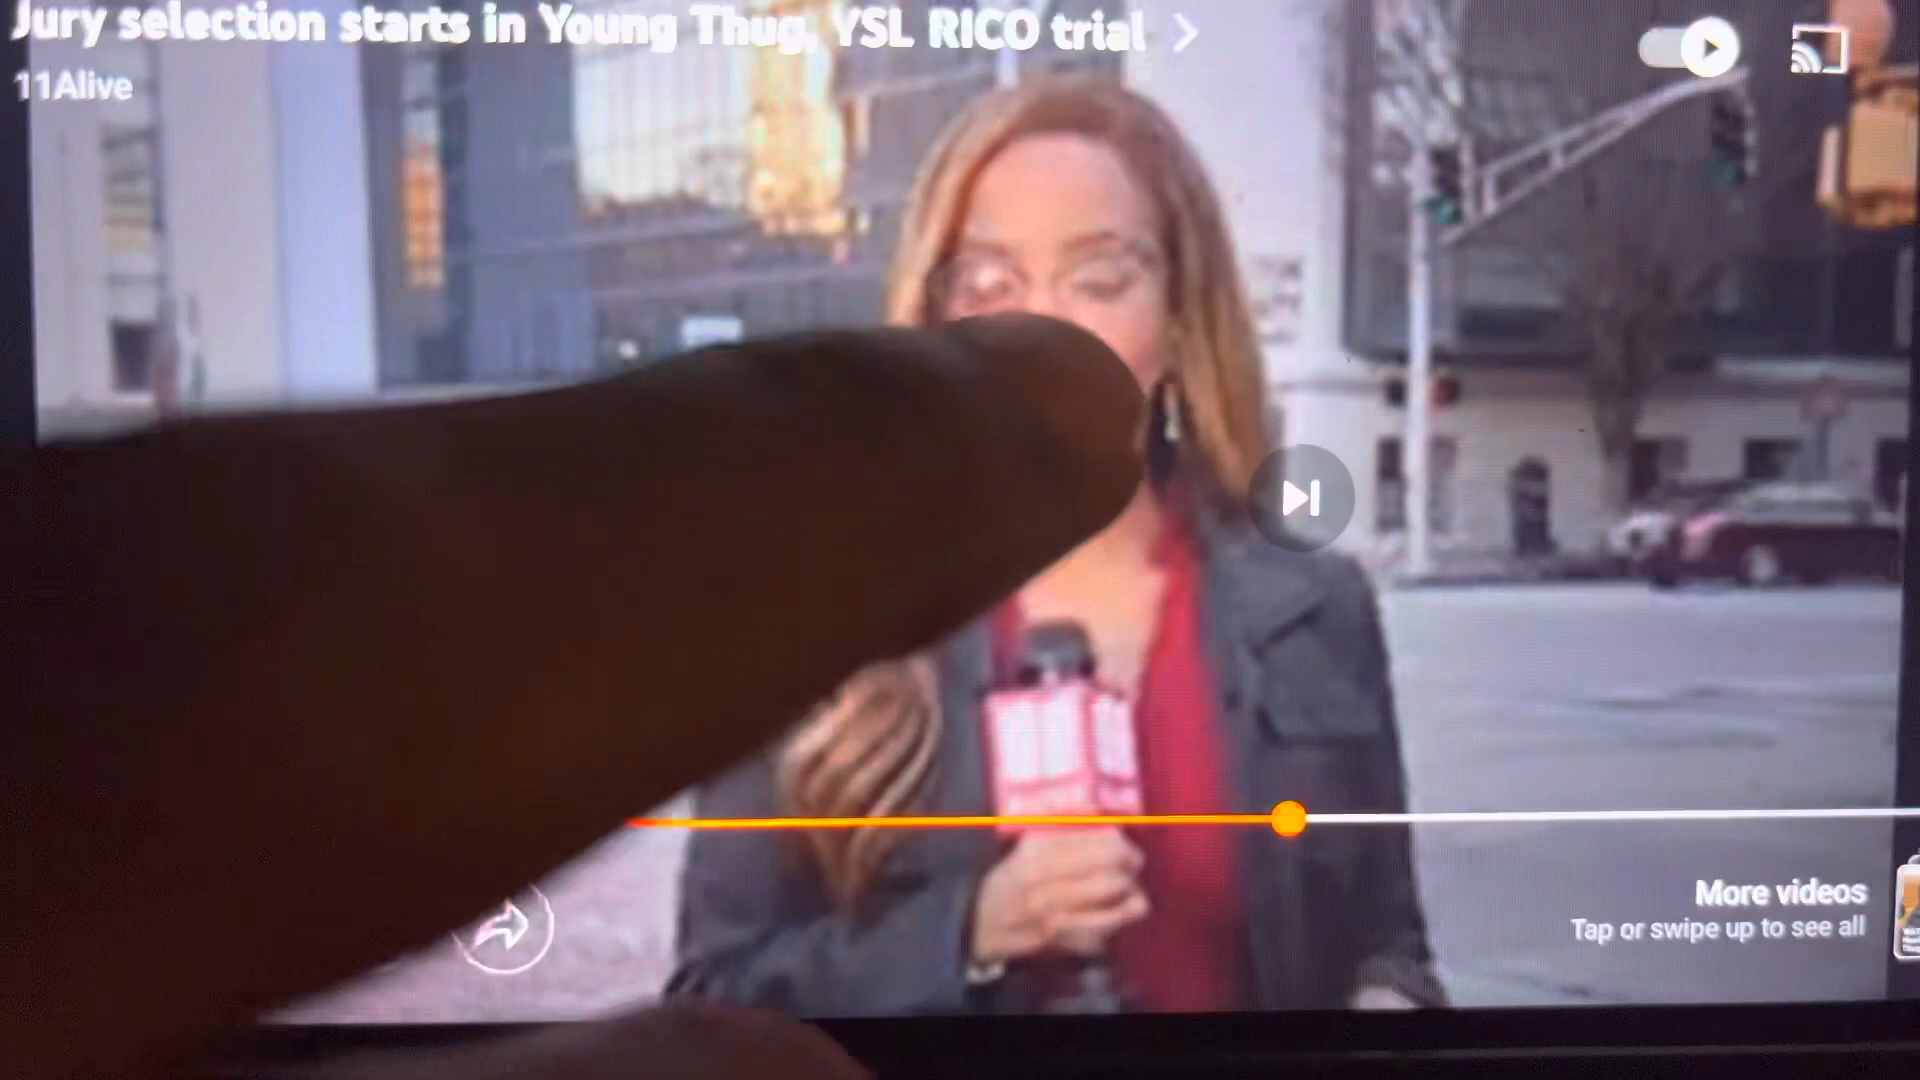 Jury selection starts in Young Thug, YSL RICO trial
11Alive
More videos
Tap or swipe up to see all